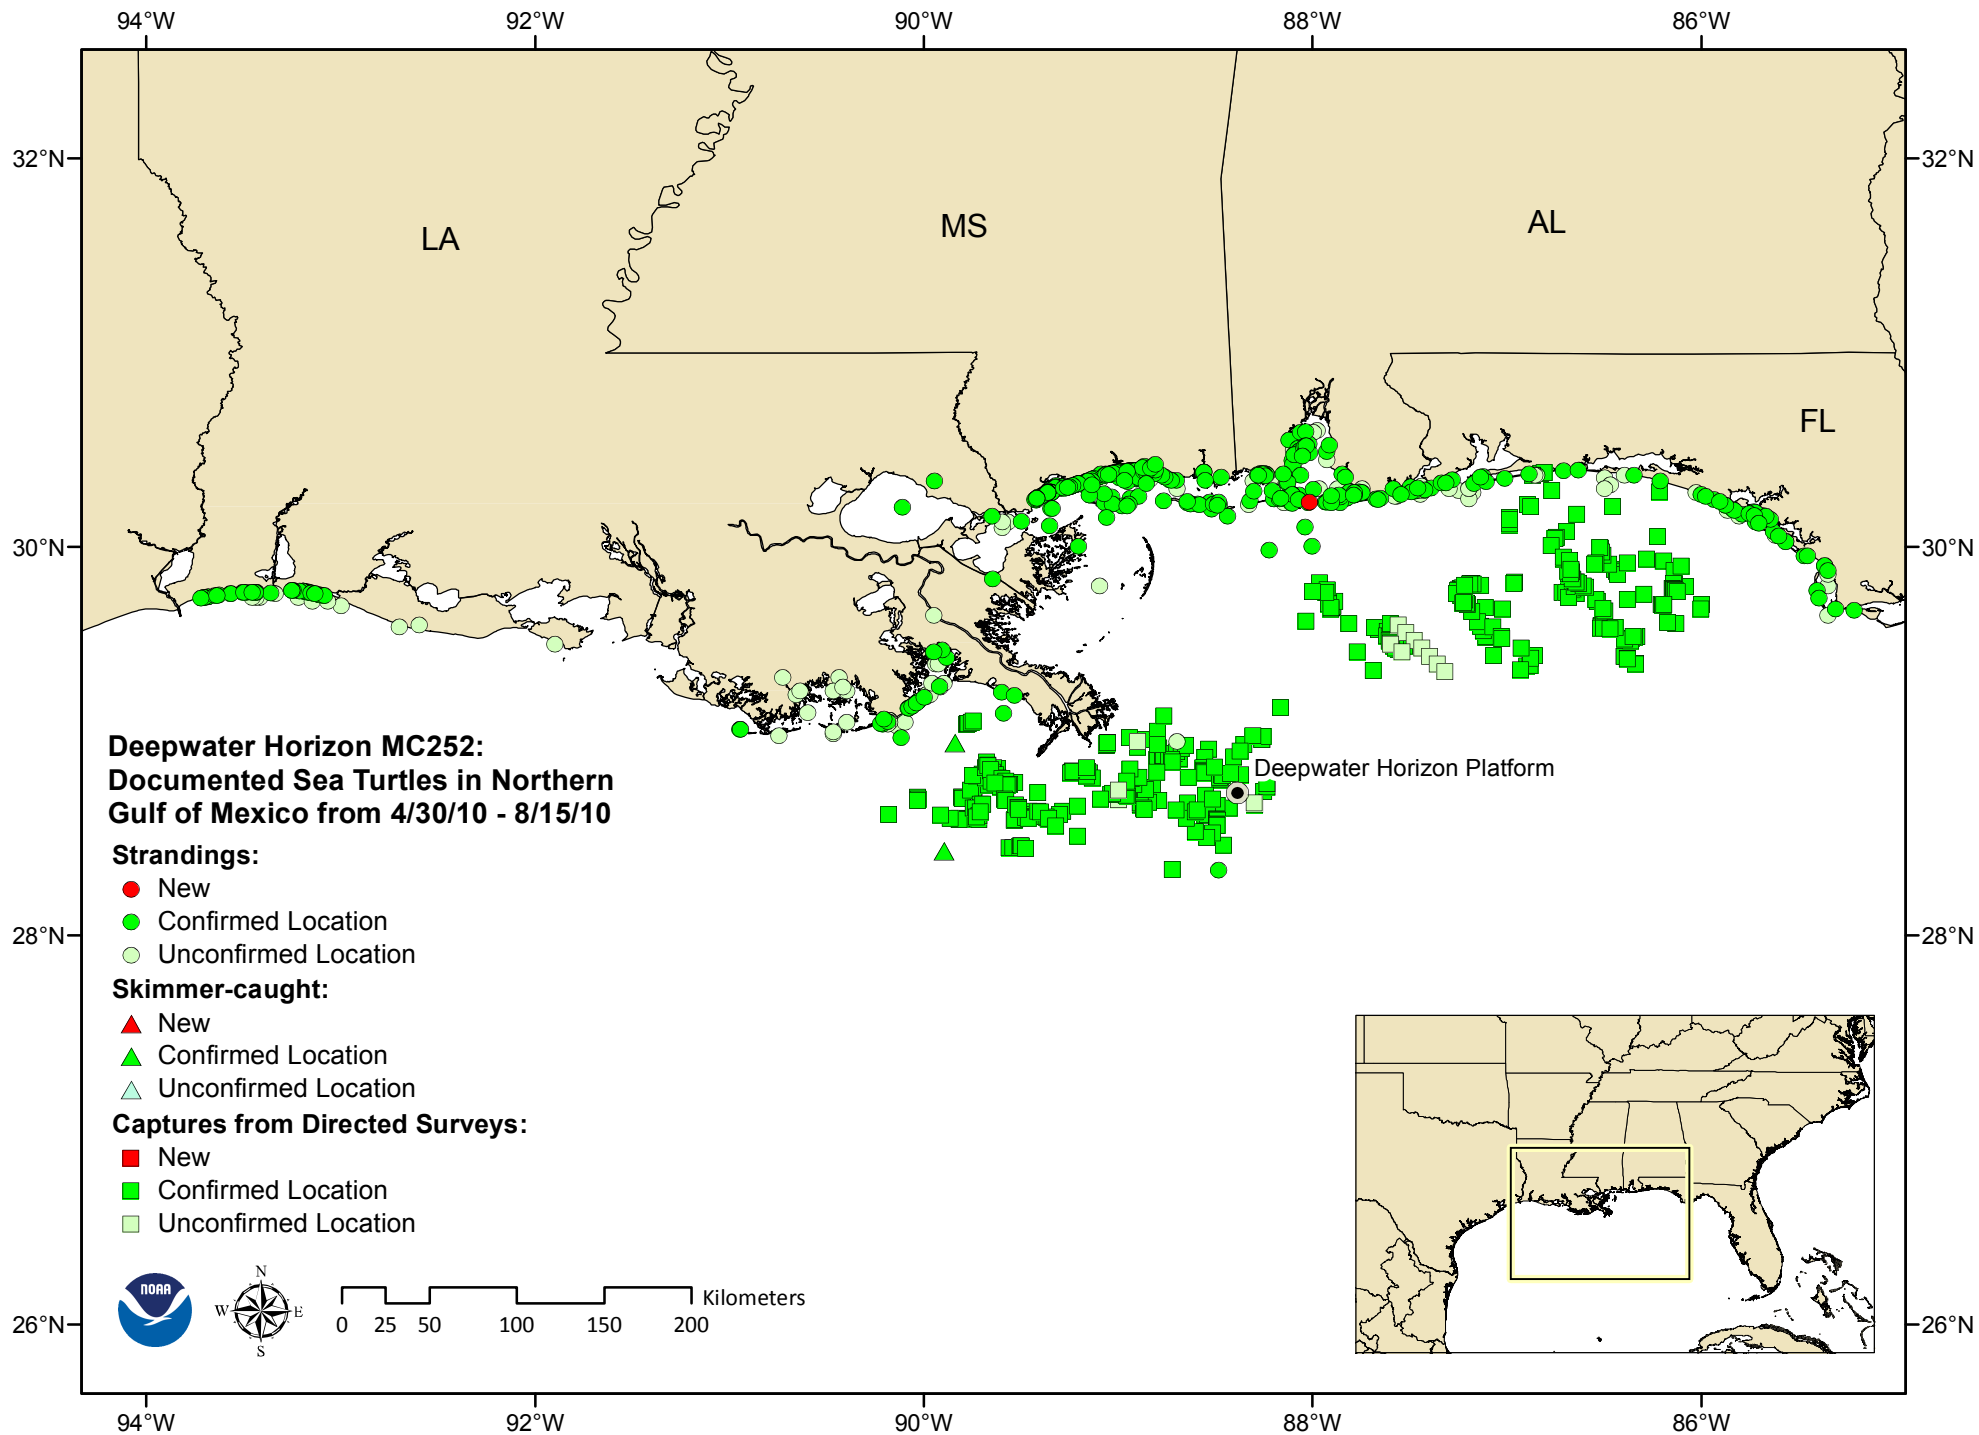 94°W 92°W 90°W 88°W 86°W
32°N 32°N
LA MS AL
FL
30°N 30°N
Deepwater Horizon Platform
Deepwater Horizon MC252:
Documented Sea Turtles in Northern
Gulf of Mexico from 4/30/10 - 8/15/10
Strandings:
New
Confirmed Location
Unconfirmed Location
28°N 28°N
Skimmer-caught:
New
Confirmed Location
Unconfirmed Location
Captures from Directed Surveys:
New
Confirmed Location
Unconfirmed Location
NOAA
N
W E
S
Kilometers
0 25 50 100 150 200
26°N 26°N
94°W 92°W 90°W 88°W 86°W